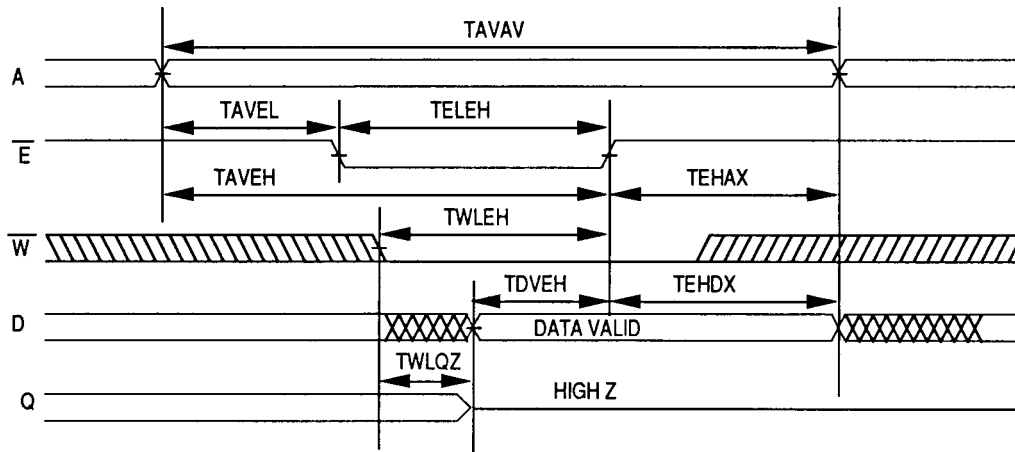 TAVAV
A
TAVEL TELEH
E
TAVEH TEHAX
TWLEH
W
TDVEH TEHDX
D DATA VALID
TWLQZ
Q HIGH Z